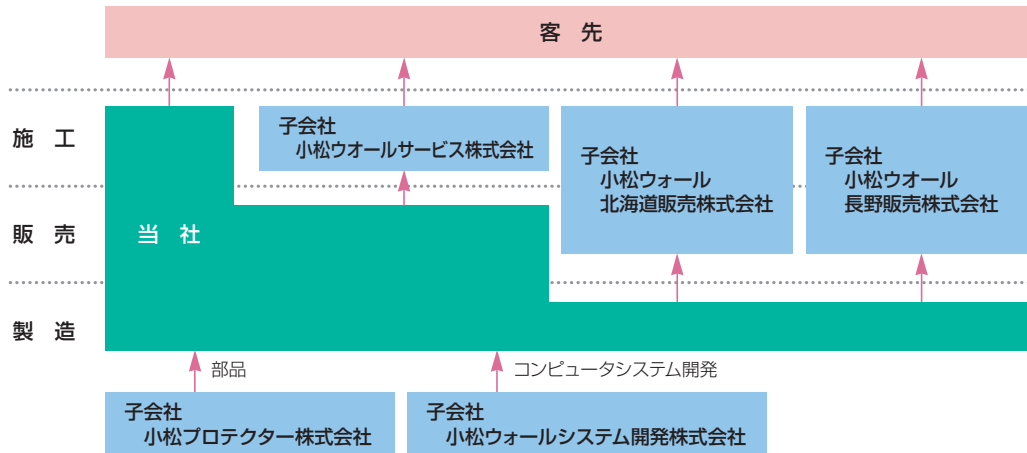 客 先
施 工
子会社
小松ウオールサービス株式会社
子会社
小松ウォール
北海道販売株式会社
子会社
小松ウオール
長野販売株式会社
販 売
当 社
製 造
部品
コンピュータシステム開発
子会社
小松プロテクター株式会社
子会社
小松ウォールシステム開発株式会社